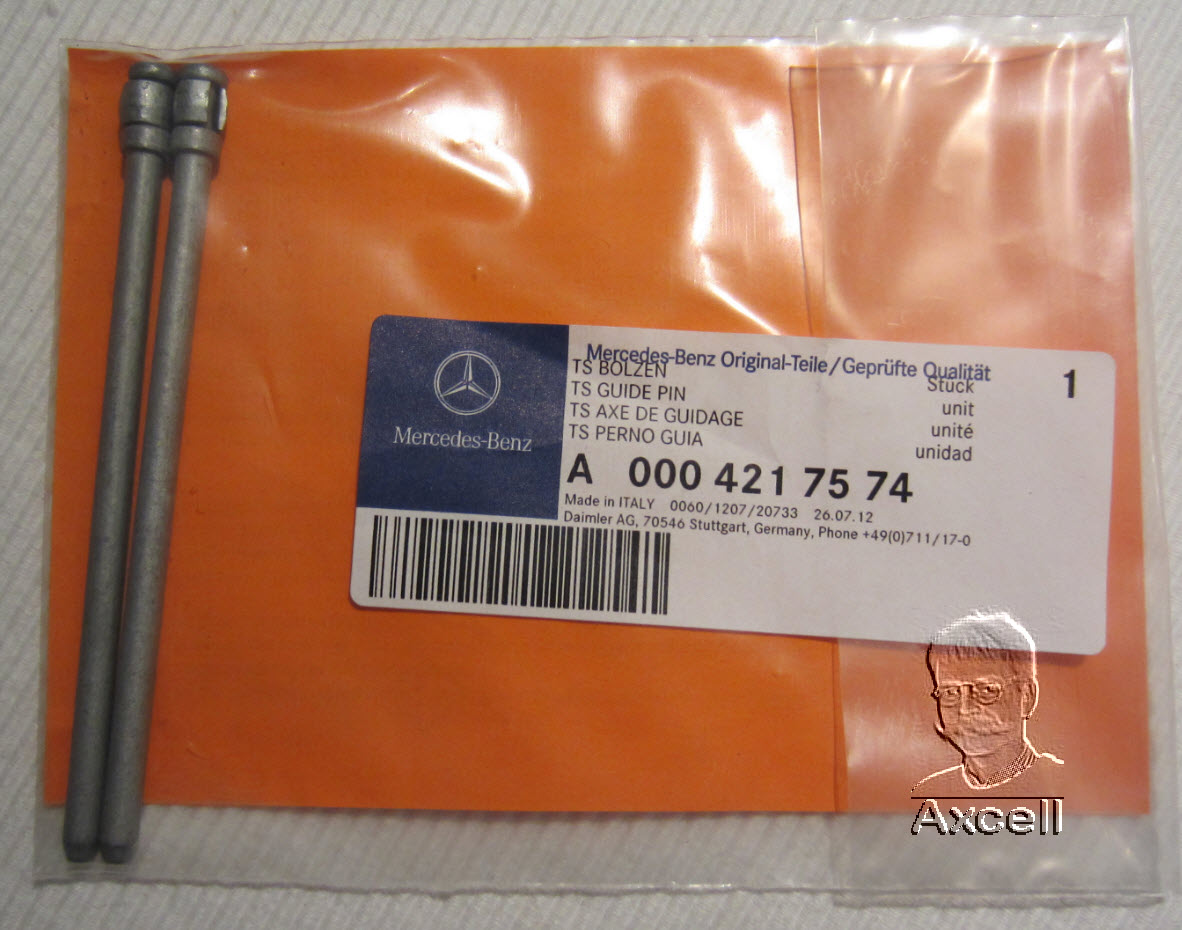 Mercedes-Benz
Mercedes-Benz Original-Teile/Geprüfte Qualität
1
TS BOLZEN Stück
TS GUIDE PIN unit
TS AXE DE GUIDAGE unité
TS PERNO GUIA unidad
A 000 421 75 74
Made in ITALY 0060/1207/20733 26.07.12
Daimler AG, 70546 Stuttgart, Germany, Phone +49(0)711/17-0
Axcell